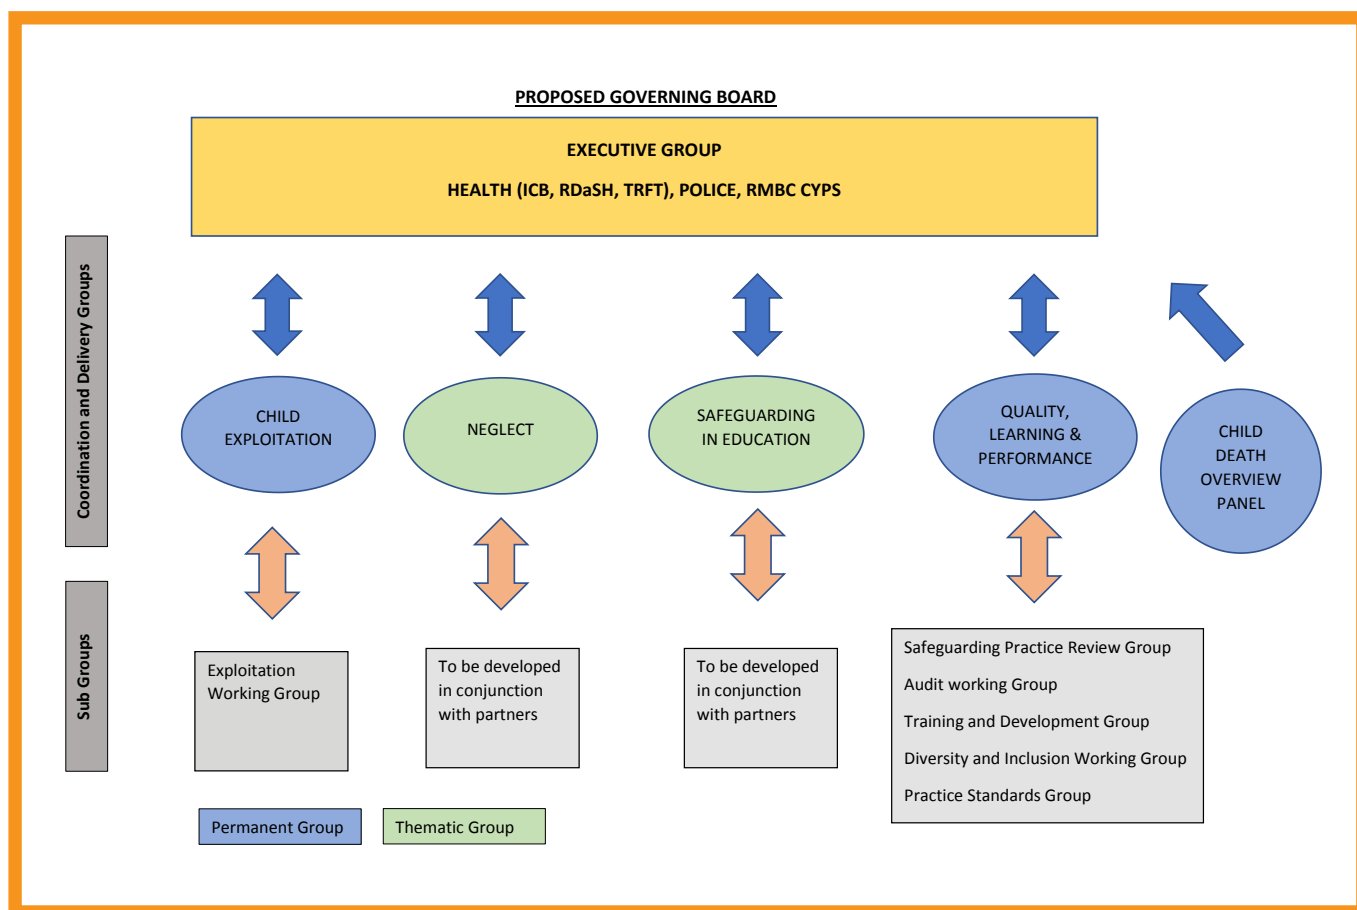 PROPOSED GOVERNING BOARD
EXECUTIVE GROUP
HEALTH (ICB, RDaSH, TRFT), POLICE, RMBC CYPS
Coordination and Delivery Groups
CHILD
EXPLOITATION
NEGLECT
SAFEGUARDING
IN EDUCATION
QUALITY,
LEARNING &
PERFORMANCE
CHILD
DEATH
OVERVIEW
PANEL
Sub Groups
Exploitation
Working Group
To be developed
in conjunction
with partners
To be developed
in conjunction
with partners
Safeguarding Practice Review Group
Audit working Group
Training and Development Group
Diversity and Inclusion Working Group
Practice Standards Group
Permanent Group
Thematic Group